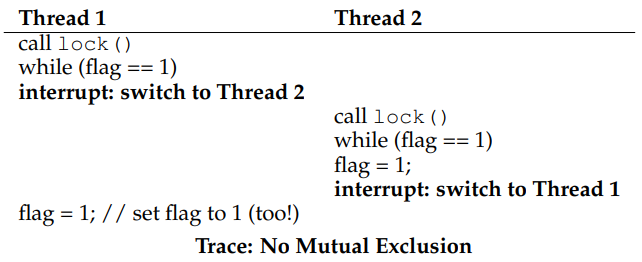 Thread 1 Thread 2
call lock()
while (flag == 1)
interrupt: switch to Thread 2
call lock()
while (flag == 1)
flag = 1;
interrupt: switch to Thread 1
flag = 1; // set flag to 1 (too!)
Trace: No Mutual Exclusion